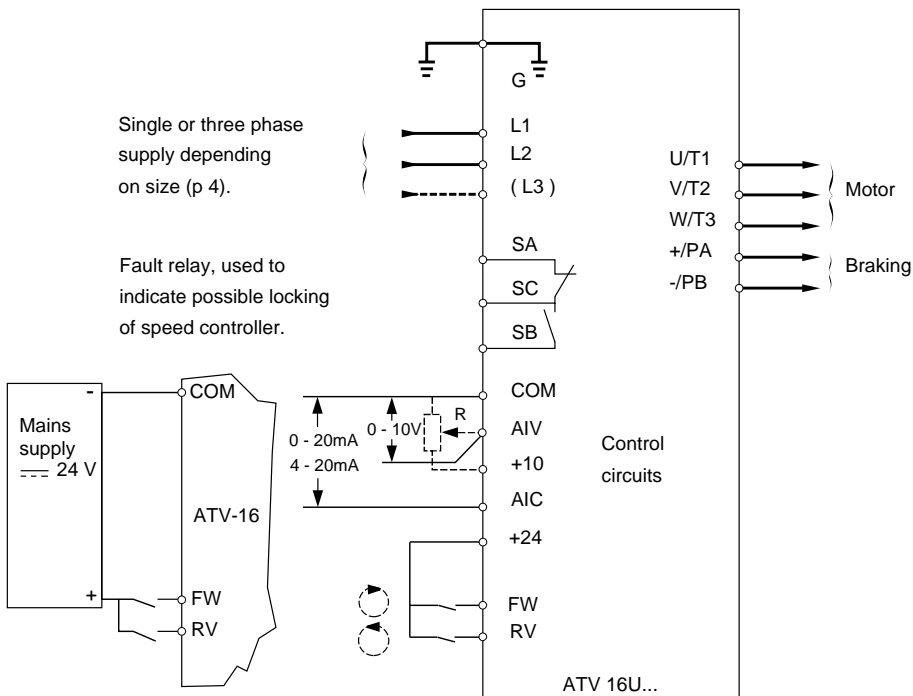 G
Single or three phase
supply depending
on size (p 4).
L1
L2
( L3 )
U/T1
V/T2
W/T3
Motor
+/PA
-/PB
Braking
SA
SC
SB
Fault relay, used to
indicate possible locking
of speed controller.
-
COM
Mains
supply
24 V
ATV-16
+
FW
RV
0 - 20mA
4 - 20mA
0 - 10V
R
COM
AIV
+10
AIC
+24
FW
RV
Control
circuits
ATV 16U...